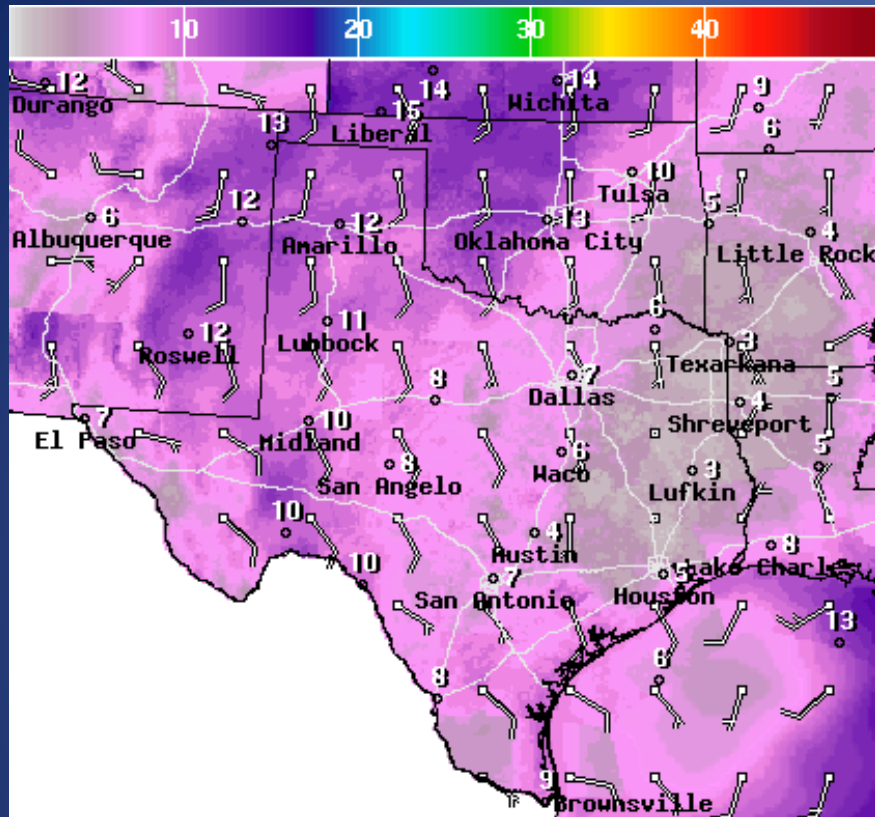 10 20 30 40
12 14 14 9
Durango Wichita
15
Liberal
13 6
10
Tulsa
6 12 12 13 5 4
Albuquerque Amarillo Oklahoma City Little Rock
12 11 6 3
Roswell Lubbock Texarkana
7 5
Dallas
8 4
7 10 Shreveport
El Paso Midland 6 5
8 Waco 3
San Angelo Lufkin
10 4 8
Austin Lake Charles
10 7 5
San Antonio Houston
13
8
9
Brownsville